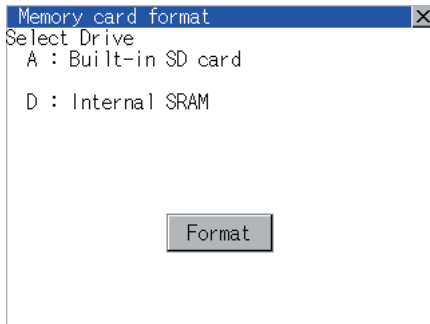 Memory card format
Select Drive
A : Built-in SD card
D : Internal SRAM
Format